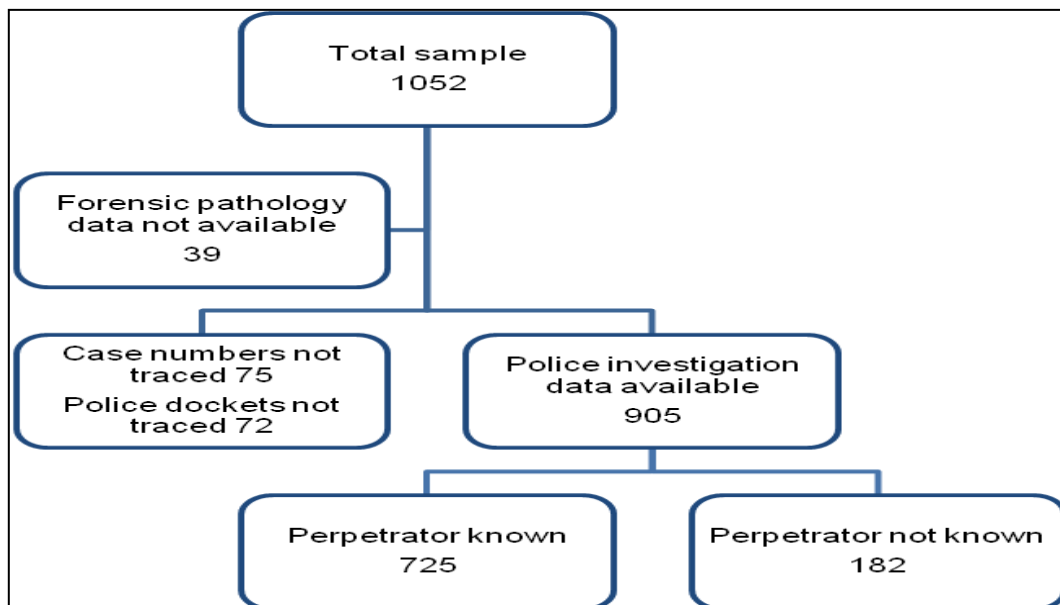 Total sample
1052
Forensic pathology
data not available
39
Case numbers not
traced 75
Police dockets not
traced 72
Police investigation
data available
905
Perpetrator known
725
Perpetrator not known
182